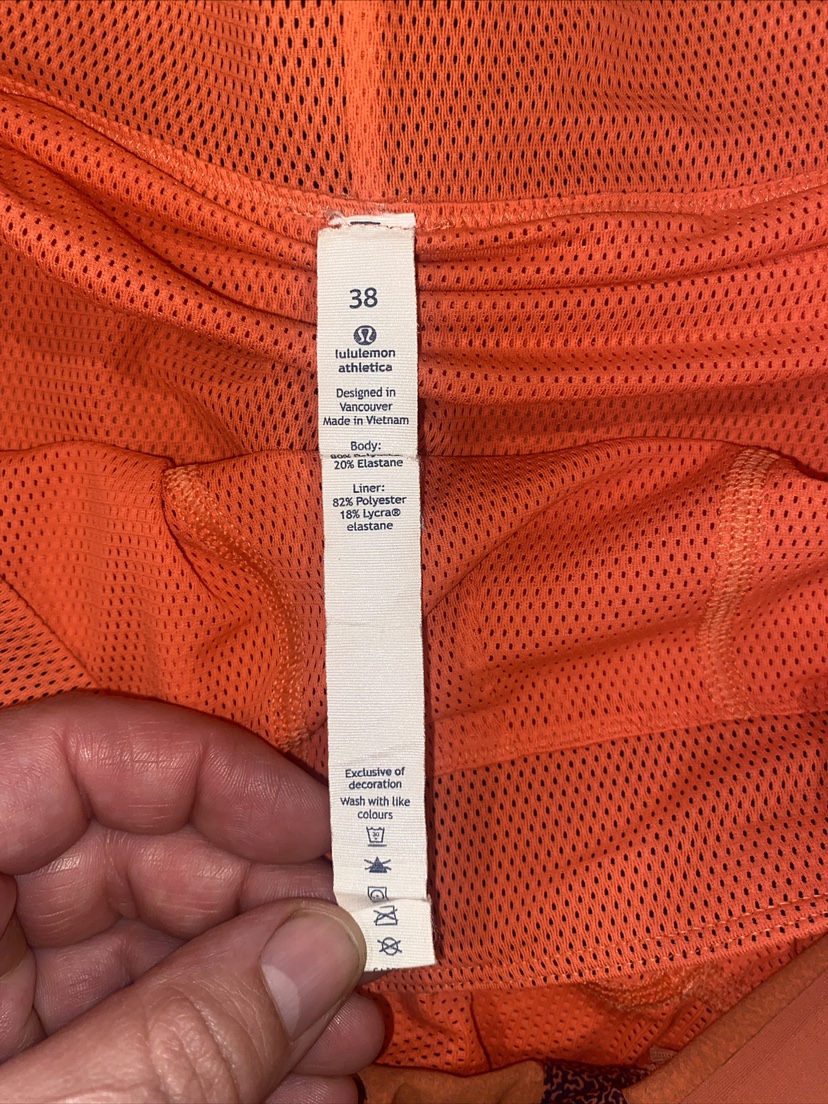 38
lululemon
athletica
Designed in
Vancouver
Made in Vietnam
Body:
20% Elastane
Liner:
82% Polyester
18% Lycra®
elastane
Exclusive of
decoration
Wash with like
colours
30